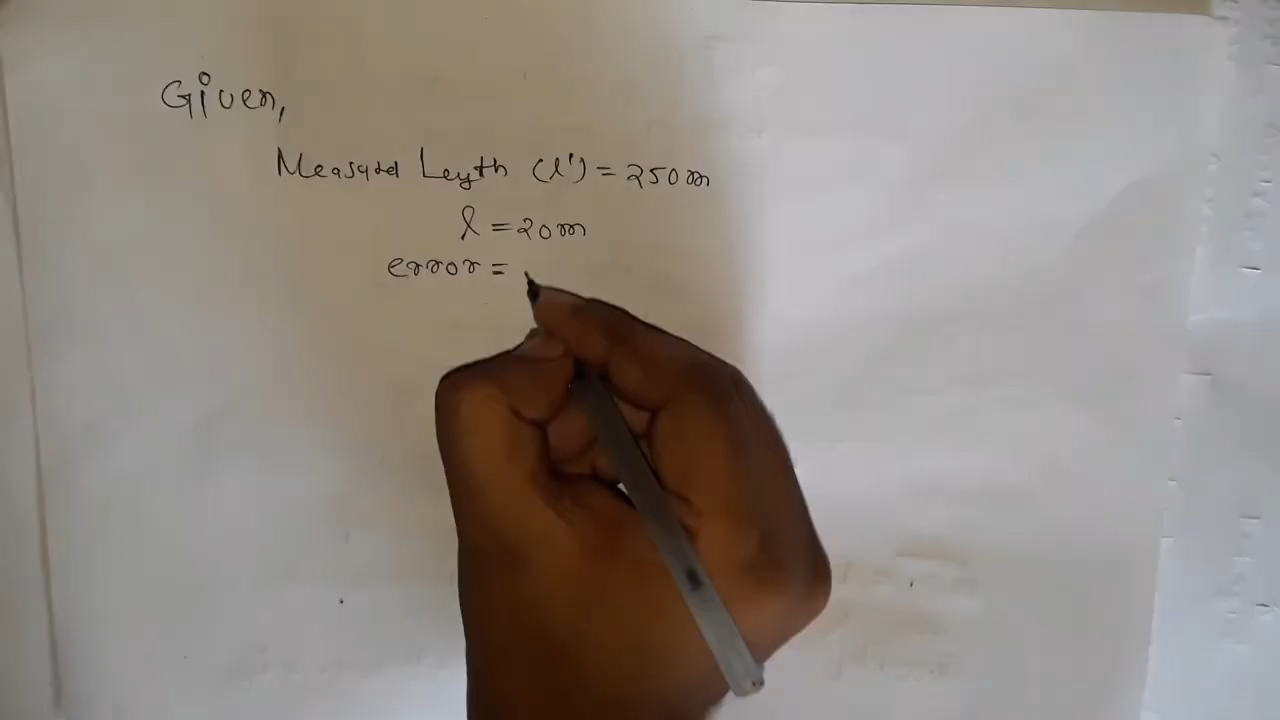 Given,
Measured Length (l') = 250m
l = 20m
error =